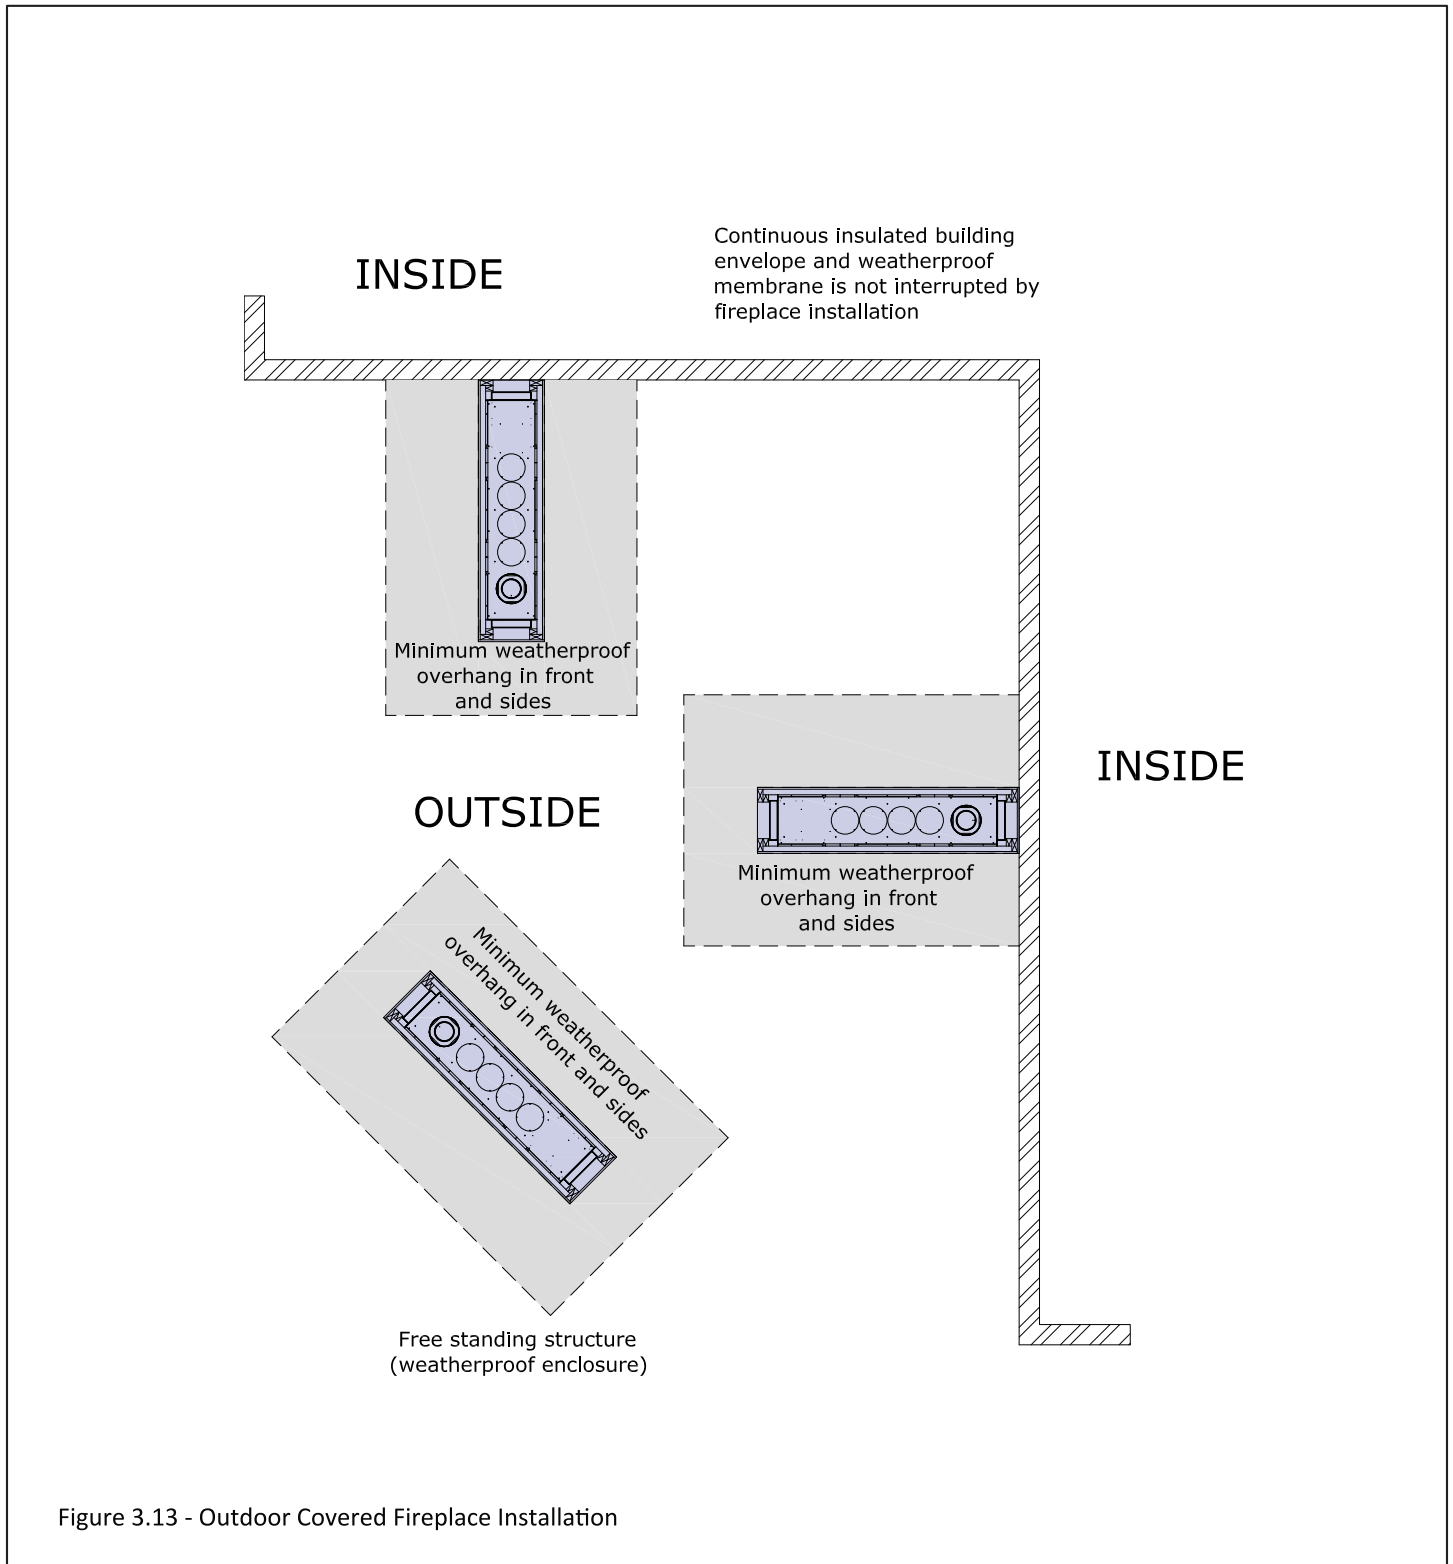 INSIDE
Continuous insulated building
envelope and weatherproof
membrane is not interrupted by
fireplace installation
Minimum weatherproof
overhang in front
and sides
INSIDE
OUTSIDE
Minimum weatherproof
overhang in front
and sides
Minimum weatherproof
overhang in front and sides
Free standing structure
(weatherproof enclosure)
Figure 3.13 - Outdoor Covered Fireplace Installation